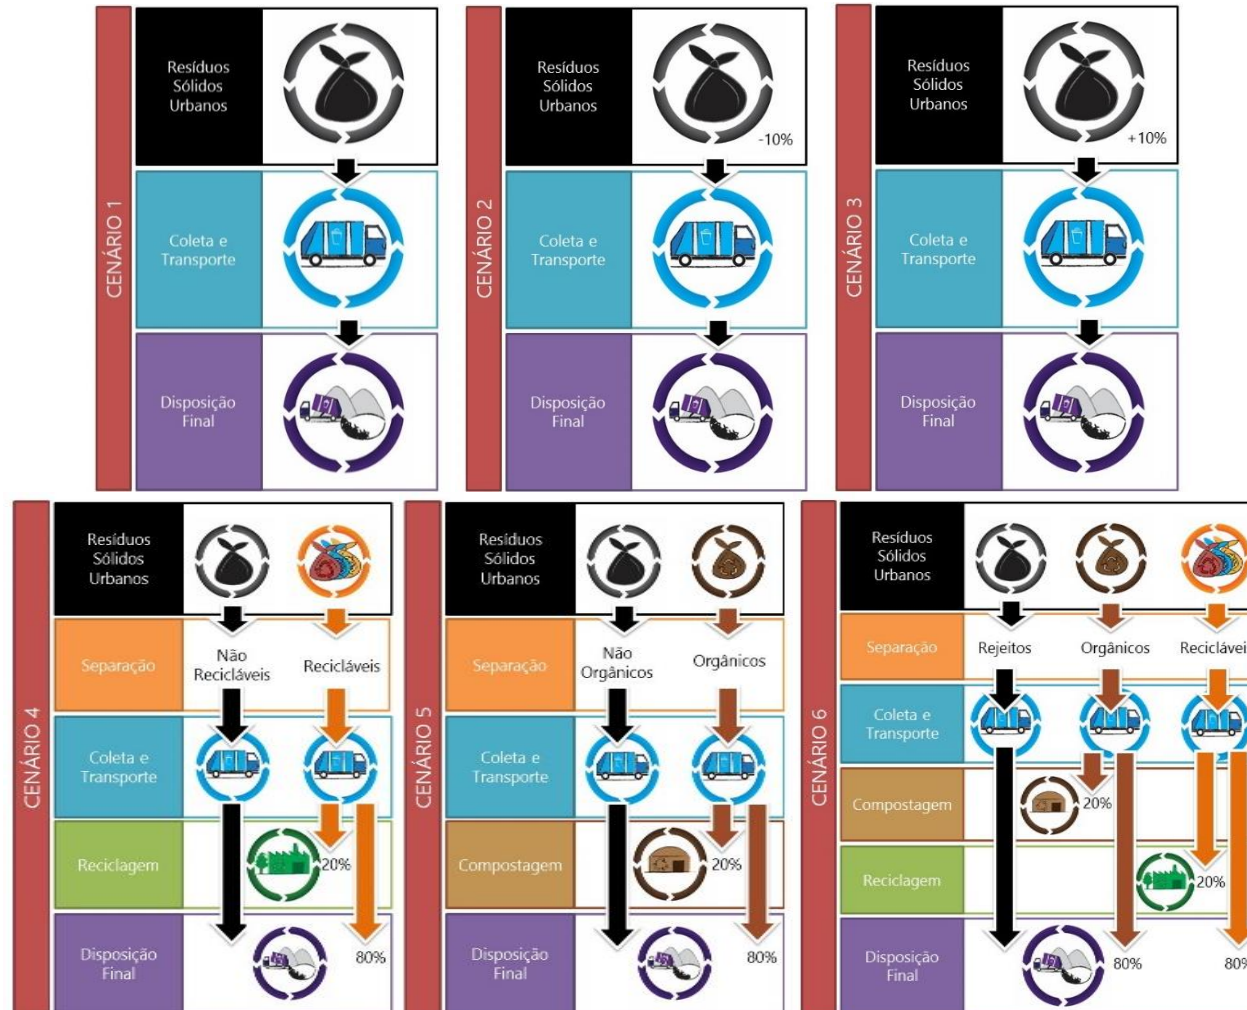 CENÁRIO 1
Resíduos
Sólidos
Urbanos
Coleta e
Transporte
Disposição
Final
CENÁRIO 2
Resíduos
Sólidos
Urbanos
-10%
Coleta e
Transporte
Disposição
Final
CENÁRIO 3
Resíduos
Sólidos
Urbanos
+10%
Coleta e
Transporte
Disposição
Final
CENÁRIO 4
Resíduos
Sólidos
Urbanos
Separação
Não
Recicláveis
Recicláveis
Coleta e
Transporte
Reciclagem
20%
Disposição
Final
80%
CENÁRIO 5
Resíduos
Sólidos
Urbanos
Separação
Não
Orgânicos
Orgânicos
Coleta e
Transporte
Compostagem
20%
Disposição
Final
80%
CENÁRIO 6
Resíduos
Sólidos
Urbanos
Separação
Rejeitos
Orgânicos
Recicláveis
Coleta e
Transporte
Compostagem
20%
Reciclagem
20%
Disposição
Final
80%
80%